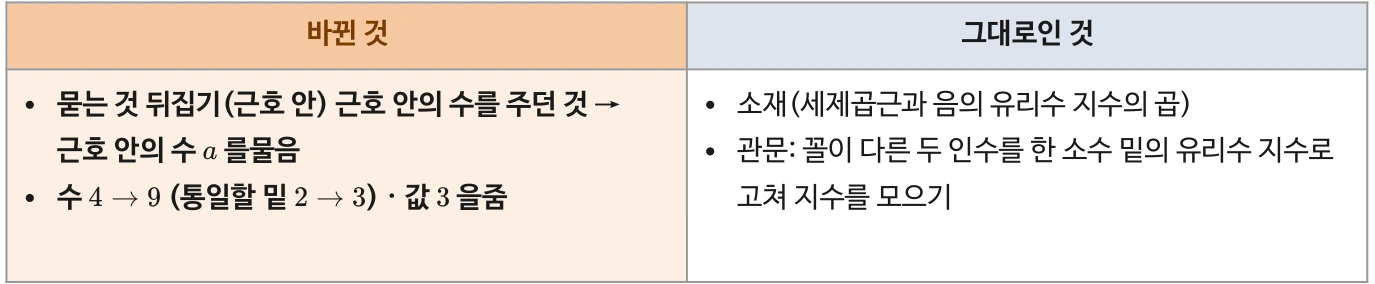 바뀐 것
그대로인 것
• 묻는 것 뒤집기(근호 안) 근호 안의 수를 주던 것 →
근호 안의 수 a 를물음
• 수 4 → 9 (통일할 밑 2 → 3) · 값 3 을줌
• 소재(세제곱근과 음의 유리수 지수의 곱)
• 관문: 꼴이 다른 두 인수를 한 소수 밑의 유리수 지수로
고쳐 지수를 모으기